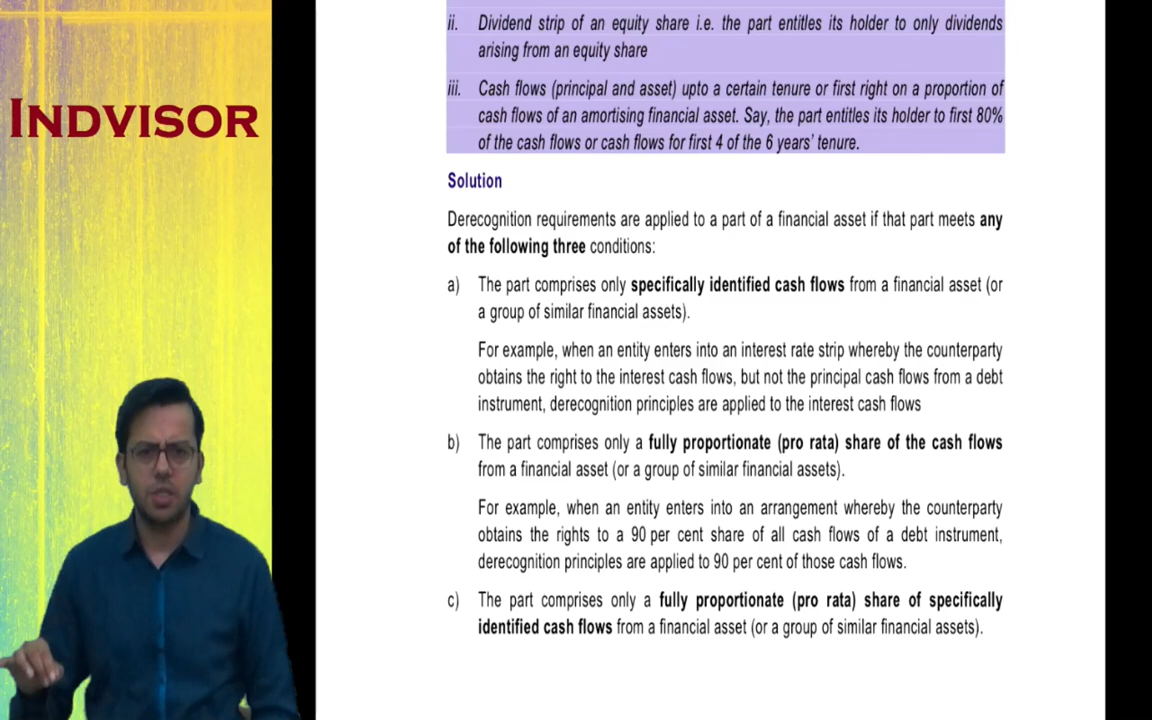 INDVISOR
ii. Dividend strip of an equity share i.e. the part entitles its holder to only dividends
arising from an equity share
iii. Cash flows (principal and asset) upto a certain tenure or first right on a proportion of
cash flows of an amortising financial asset. Say, the part entitles its holder to first 80%
of the cash flows or cash flows for first 4 of the 6 years' tenure.
Solution
Derecognition requirements are applied to a part of a financial asset if that part meets any
of the following three conditions:
a) The part comprises only specifically identified cash flows from a financial asset (or
a group of similar financial assets).
For example, when an entity enters into an interest rate strip whereby the counterparty
obtains the right to the interest cash flows, but not the principal cash flows from a debt
instrument, derecognition principles are applied to the interest cash flows
b) The part comprises only a fully proportionate (pro rata) share of the cash flows
from a financial asset (or a group of similar financial assets).
For example, when an entity enters into an arrangement whereby the counterparty
obtains the rights to a 90 per cent share of all cash flows of a debt instrument,
derecognition principles are applied to 90 per cent of those cash flows.
c) The part comprises only a fully proportionate (pro rata) share of specifically
identified cash flows from a financial asset (or a group of similar financial assets).